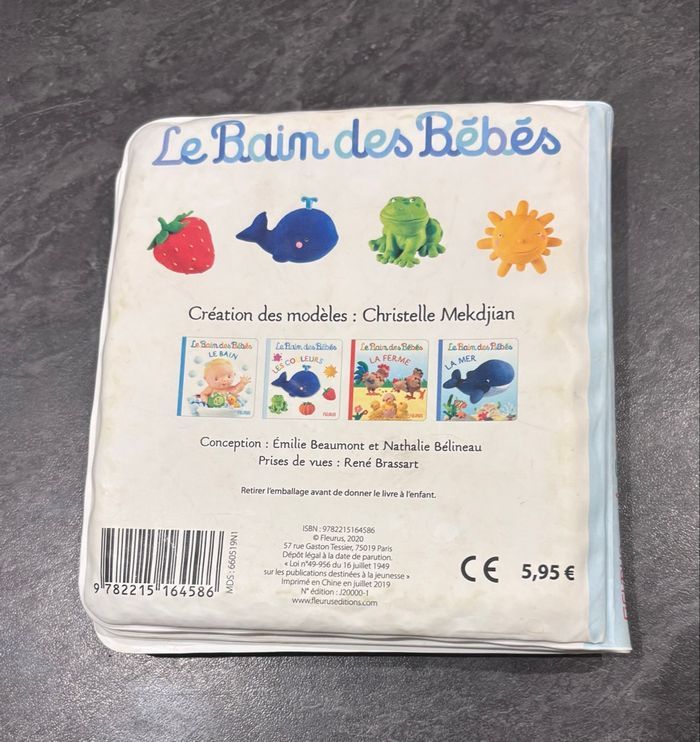 Le Bain des Bébés
Création des modèles : Christelle Mekdjian
Le Bain des Bébés
LE BAIN
FLEURUS
Le Bain des Bébés
LES COULEURS
FLEURUS
Le Bain des Bébés
LA FERME
FLEURUS
Le Bain des Bébés
LA MER
Conception : Émilie Beaumont et Nathalie Bélineau
Prises de vues : René Brassart
Retirer l'emballage avant de donner le livre à l'enfant.
9 782215 164586
MDS : 660519N1
ISBN : 9782215164586
© Fleurus, 2020
57 rue Gaston Tessier, 75019 Paris
Dépôt légal à la date de parution.
« Loi n°49-956 du 16 juillet 1949
sur les publications destinées à la jeunesse »
Imprimé en Chine en juillet 2019
N° édition : J20000-1
www.fleuruseditions.com
CE 5,95 €